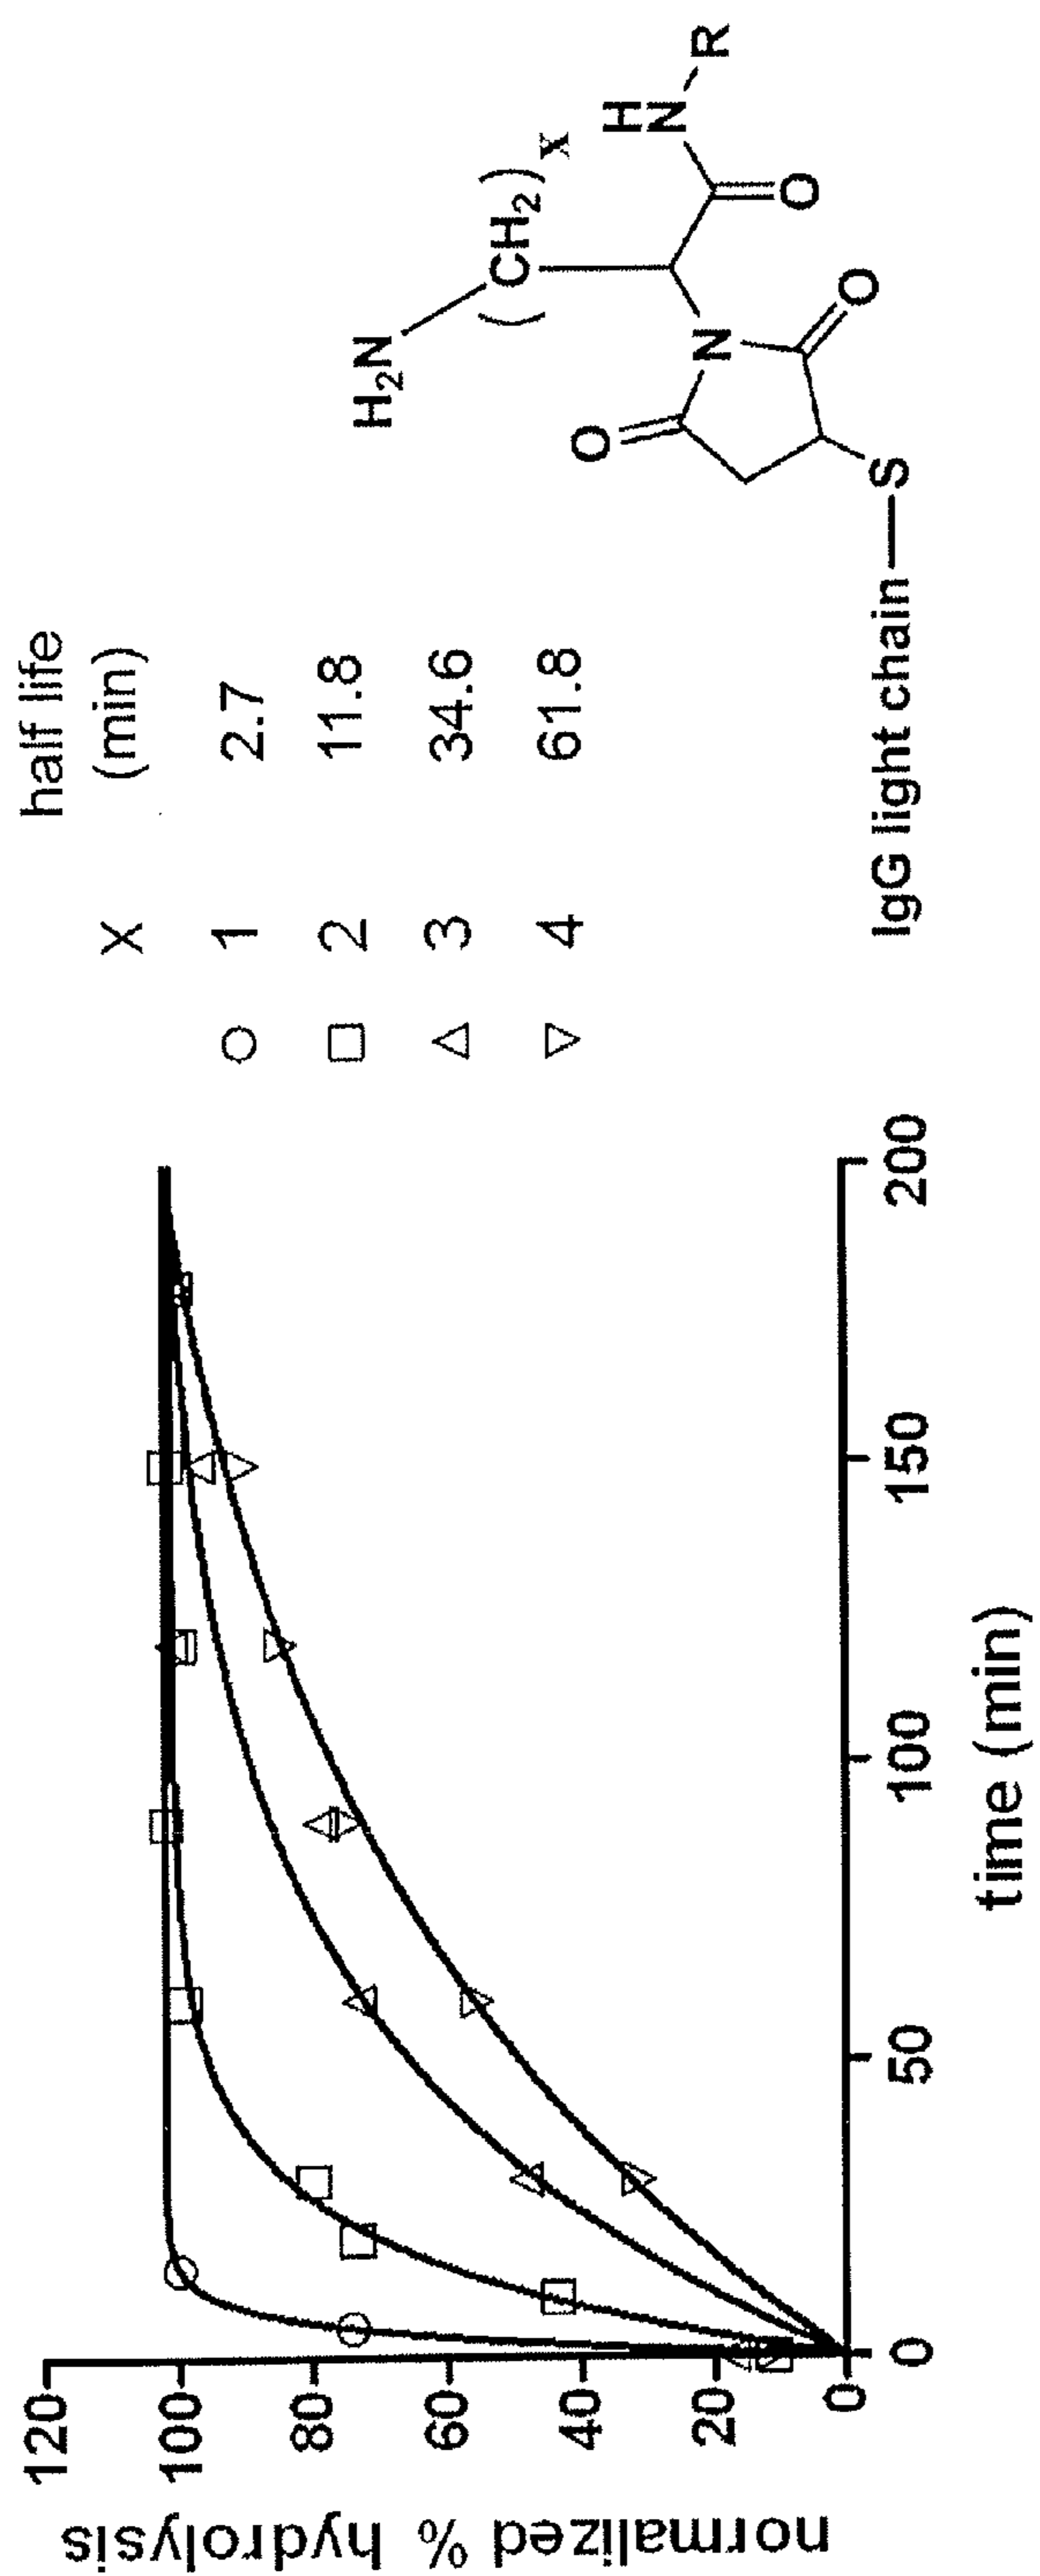 normalized % hydrolysis
120
100
80
60
40
20
0
0
50
100
150
200
time (min)
half life
X (min)
1 2.7
2 11.8
3 34.6
4 61.8
H₂N
(CH₂)x
H
N
R
O
N
O
O
IgG light chain—S